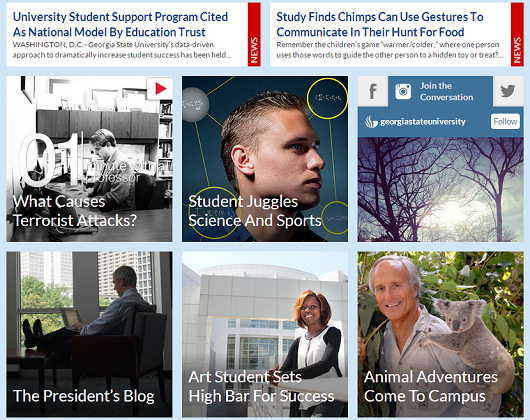 University Student Support Program Cited
As National Model By Education Trust
WASHINGTON, D.C.–Georgia State University's data-driven
approach to dramatically increase student success has been held...
NEWS
Study Finds Chimps Can Use Gestures To
Communicate In Their Hunt For Food
Remember the children's game "warmer/colder," where one person
uses those words to guide the other person to a hidden toy or treat?...
NEWS
01
Minute
professor
What Causes
Terrorist Attacks?
Student Juggles
Science And Sports
f
Join the
Conversation
georgiastateuniversity
Follow
The President's Blog
Art Student Sets
High Bar For Success
Animal Adventures
Come To Campus